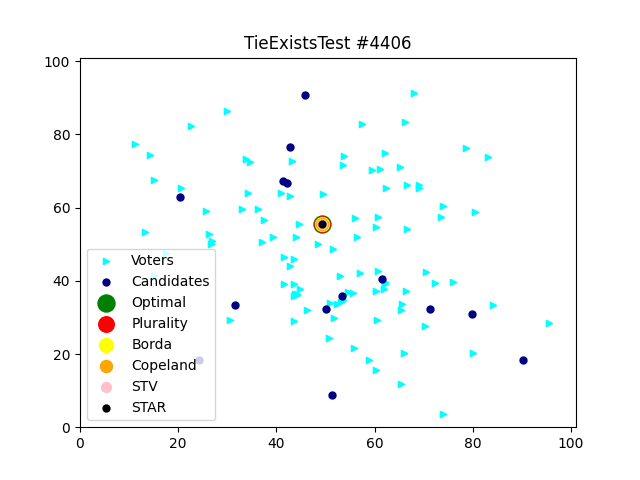 TieExistsTest #4406
100
80
60
40
20
0
Voters
Candidates
Optimal
Plurality
Borda
Copeland
STV
STAR
0 20 40 60 80 100